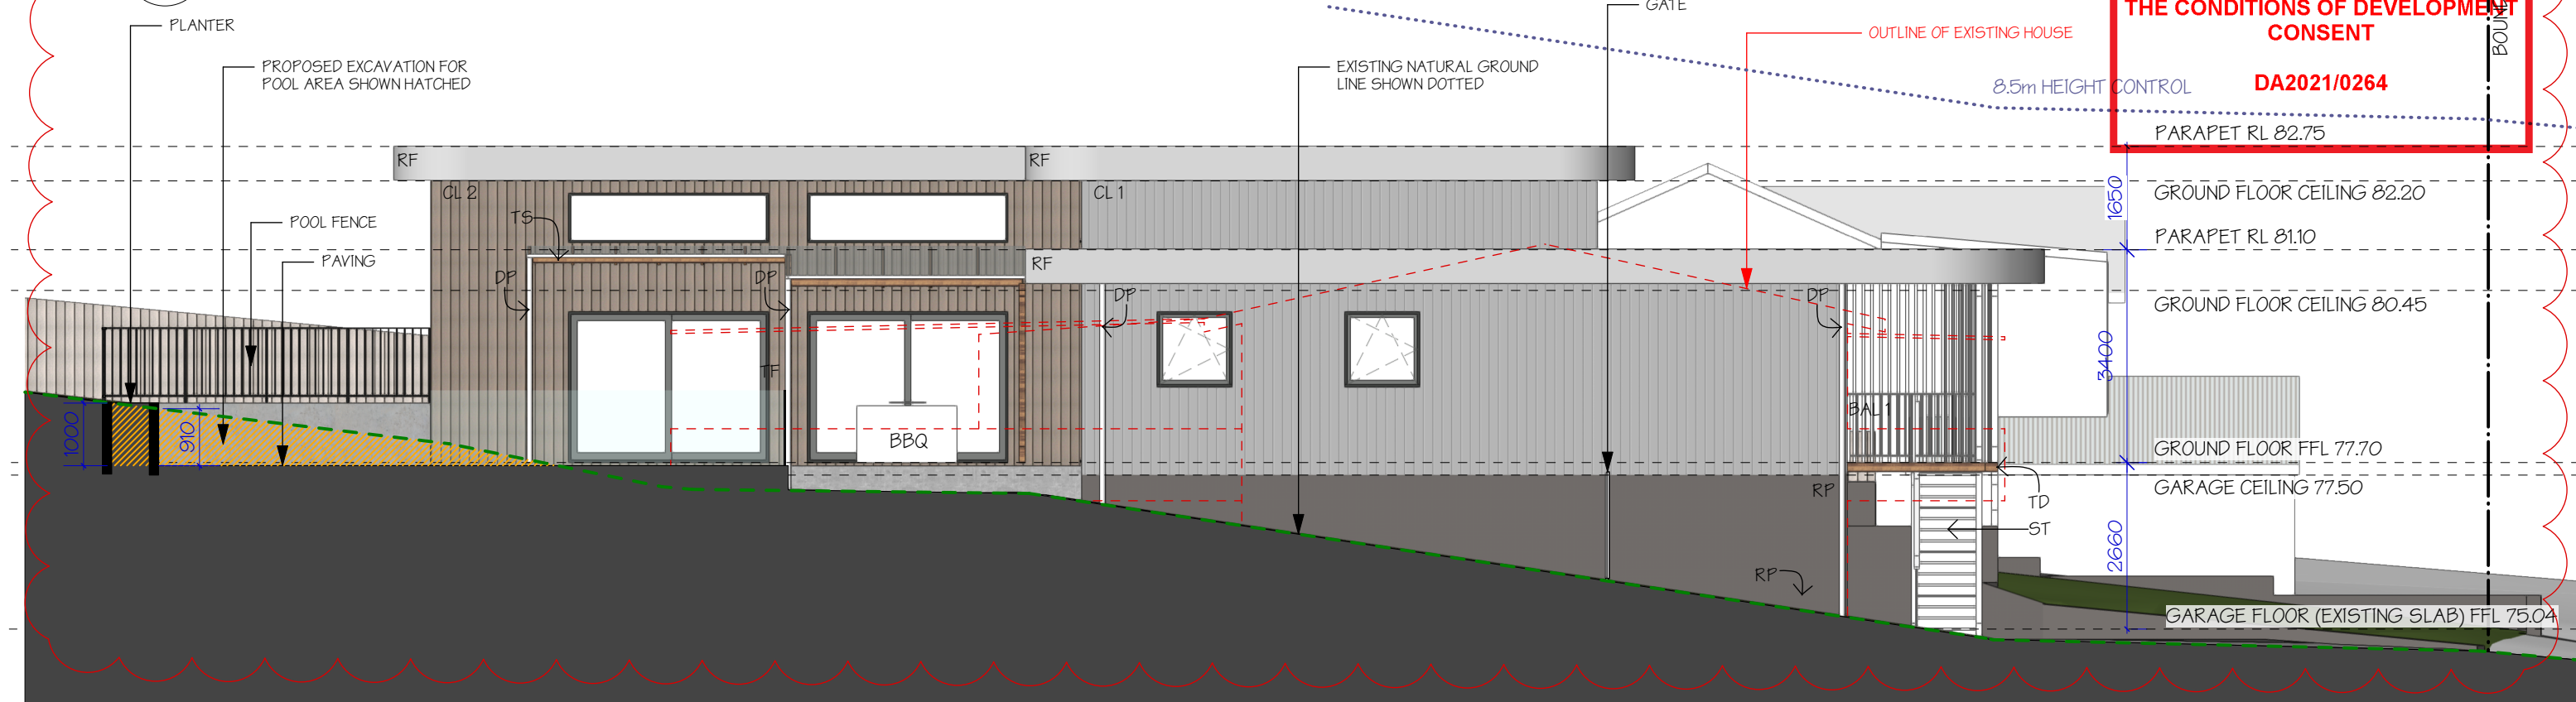 PLANTER
PROPOSED EXCAVATION FOR
POOL AREA SHOWN HATCHED
POOL FENCE
PAVING
EXISTING NATURAL GROUND
LINE SHOWN DOTTED
GATE
OUTLINE OF EXISTING HOUSE
8.5m HEIGHT CONTROL
THE CONDITIONS OF DEVELOPMENT
CONSENT
DA2021/0264
PARAPET RL 82.75
GROUND FLOOR CEILING 82.20
PARAPET RL 81.10
GROUND FLOOR CEILING 80.45
GROUND FLOOR FFL 77.70
GARAGE CEILING 77.50
GARAGE FLOOR (EXISTING SLAB) FFL 75.04
1650
3400
2660
RF
RF
CL 2
CL 1
TS
RF
DP
DP
DP
DP
TF
BBQ
BAL 1
1000
910
RP
TD
ST
RP